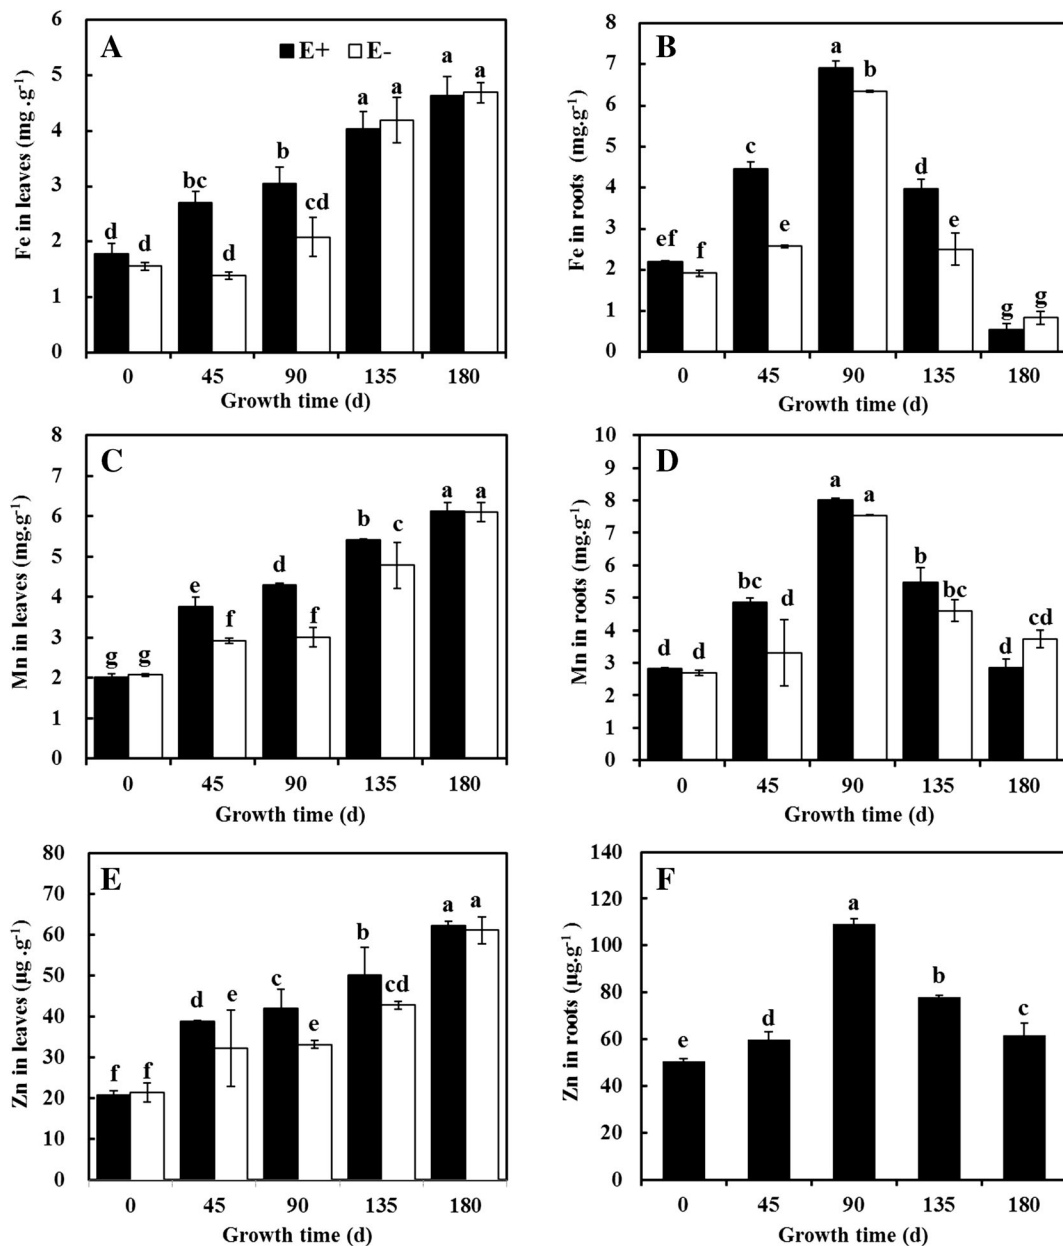 A
E+ E-
Fe in leaves (mg .g-1)
6
5
4
3
2
1
0
d d bc d b cd a a a a
0 45 90 135 180
Growth time (d)
B
Fe in roots (mg.g-1)
8
7
6
5
4
3
2
1
0
ef f c e a b d e g g
0 45 90 135 180
Growth time (d)
C
Mn in leaves (mg.g-1)
8
7
6
5
4
3
2
1
0
g g e f d f b c a a
0 45 90 135 180
Growth time (d)
D
Mn in roots (mg.g-1)
10
9
8
7
6
5
4
3
2
1
0
d d bc d a a b bc d cd
0 45 90 135 180
Growth time (d)
E
Zn in leaves (µg .g-1)
80
70
60
50
40
30
20
10
0
f f d e c e b cd a a
0 45 90 135 180
Growth time (d)
F
Zn in roots (µg.g-1)
140
120
100
80
60
40
20
0
e d a b c
0 45 90 135 180
Growth time (d)